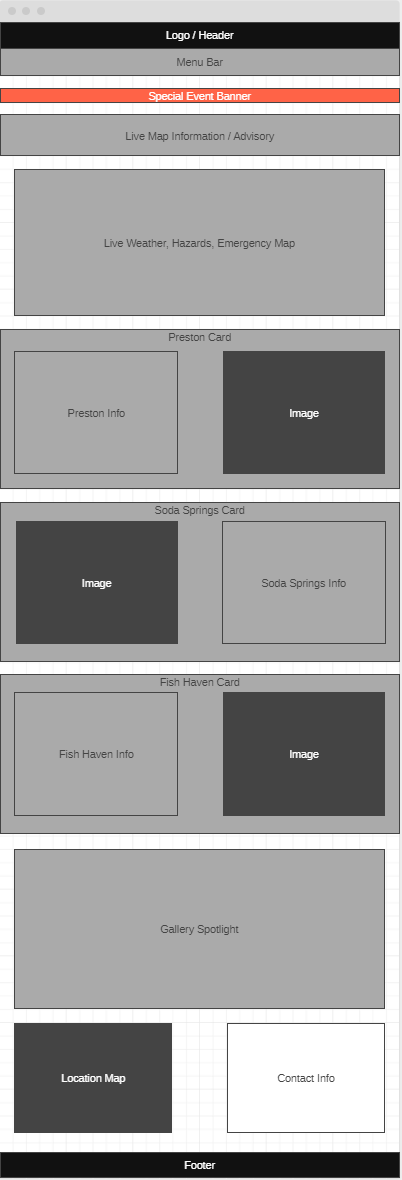 Logo / Header
Menu Bar
Special Event Banner
Live Map Information / Advisory
Live Weather, Hazards, Emergency Map
Preston Card
Preston Info
Image
Soda Springs Card
Image
Soda Springs Info
Fish Haven Card
Fish Haven Info
Image
Gallery Spotlight
Location Map
Contact Info
Footer